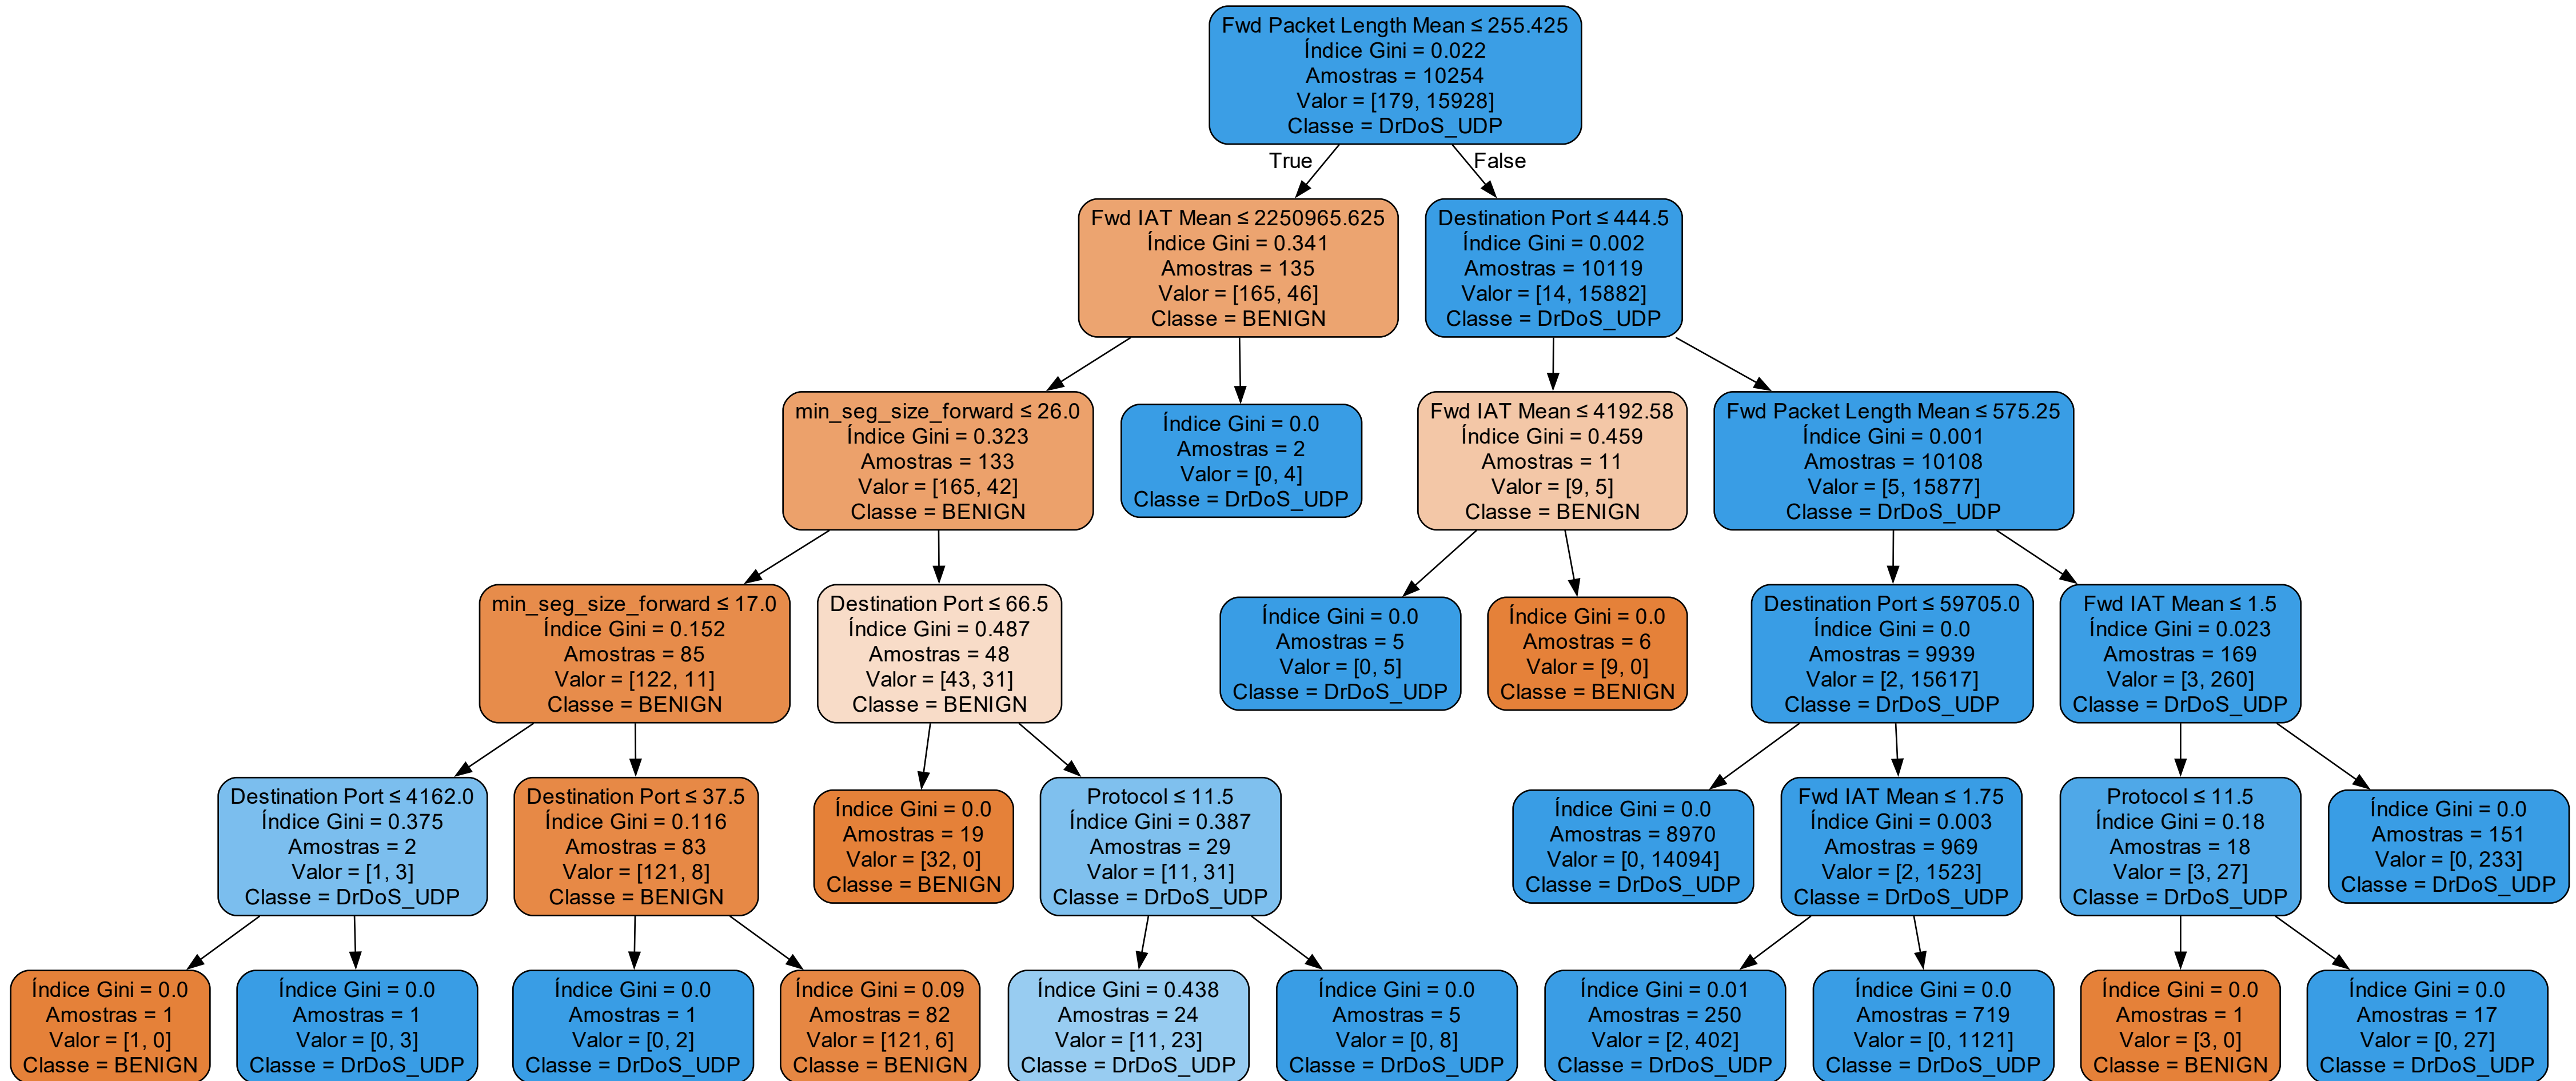 Fwd Packet Length Mean ≤ 255.425
Índice Gini = 0.022
Amostras = 10254
Valor = [179, 15928]
Classe = DrDoS_UDP
True
False
Fwd IAT Mean ≤ 2250965.625
Índice Gini = 0.341
Amostras = 135
Valor = [165, 46]
Classe = BENIGN
Destination Port ≤ 444.5
Índice Gini = 0.002
Amostras = 10119
Valor = [14, 15882]
Classe = DrDoS_UDP
min_seg_size_forward ≤ 26.0
Índice Gini = 0.323
Amostras = 133
Valor = [165, 42]
Classe = BENIGN
Índice Gini = 0.0
Amostras = 2
Valor = [0, 4]
Classe = DrDoS_UDP
Fwd IAT Mean ≤ 4192.58
Índice Gini = 0.459
Amostras = 11
Valor = [9, 5]
Classe = BENIGN
Fwd Packet Length Mean ≤ 575.25
Índice Gini = 0.001
Amostras = 10108
Valor = [5, 15877]
Classe = DrDoS_UDP
min_seg_size_forward ≤ 17.0
Índice Gini = 0.152
Amostras = 85
Valor = [122, 11]
Classe = BENIGN
Destination Port ≤ 66.5
Índice Gini = 0.487
Amostras = 48
Valor = [43, 31]
Classe = BENIGN
Índice Gini = 0.0
Amostras = 5
Valor = [0, 5]
Classe = DrDoS_UDP
Índice Gini = 0.0
Amostras = 6
Valor = [9, 0]
Classe = BENIGN
Destination Port ≤ 59705.0
Índice Gini = 0.0
Amostras = 9939
Valor = [2, 15617]
Classe = DrDoS_UDP
Fwd IAT Mean ≤ 1.5
Índice Gini = 0.023
Amostras = 169
Valor = [3, 260]
Classe = DrDoS_UDP
Destination Port ≤ 4162.0
Índice Gini = 0.375
Amostras = 2
Valor = [1, 3]
Classe = DrDoS_UDP
Destination Port ≤ 37.5
Índice Gini = 0.116
Amostras = 83
Valor = [121, 8]
Classe = BENIGN
Índice Gini = 0.0
Amostras = 19
Valor = [32, 0]
Classe = BENIGN
Protocol ≤ 11.5
Índice Gini = 0.387
Amostras = 29
Valor = [11, 31]
Classe = DrDoS_UDP
Índice Gini = 0.0
Amostras = 8970
Valor = [0, 14094]
Classe = DrDoS_UDP
Fwd IAT Mean ≤ 1.75
Índice Gini = 0.003
Amostras = 969
Valor = [2, 1523]
Classe = DrDoS_UDP
Protocol ≤ 11.5
Índice Gini = 0.18
Amostras = 18
Valor = [3, 27]
Classe = DrDoS_UDP
Índice Gini = 0.0
Amostras = 151
Valor = [0, 233]
Classe = DrDoS_UDP
Índice Gini = 0.0
Amostras = 1
Valor = [1, 0]
Classe = BENIGN
Índice Gini = 0.0
Amostras = 1
Valor = [0, 3]
Classe = DrDoS_UDP
Índice Gini = 0.0
Amostras = 1
Valor = [0, 2]
Classe = DrDoS_UDP
Índice Gini = 0.09
Amostras = 82
Valor = [121, 6]
Classe = BENIGN
Índice Gini = 0.438
Amostras = 24
Valor = [11, 23]
Classe = DrDoS_UDP
Índice Gini = 0.0
Amostras = 5
Valor = [0, 8]
Classe = DrDoS_UDP
Índice Gini = 0.01
Amostras = 250
Valor = [2, 402]
Classe = DrDoS_UDP
Índice Gini = 0.0
Amostras = 719
Valor = [0, 1121]
Classe = DrDoS_UDP
Índice Gini = 0.0
Amostras = 1
Valor = [3, 0]
Classe = BENIGN
Índice Gini = 0.0
Amostras = 17
Valor = [0, 27]
Classe = DrDoS_UDP